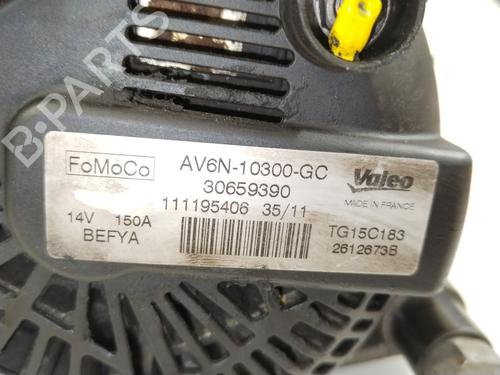 B-PARTS
FoMoCo
AV6N-10300-GC
30659390
111195406 35/11
14V 150A
BEFYA
Valeo
MADE IN FRANCE
TG15C183
2612673B